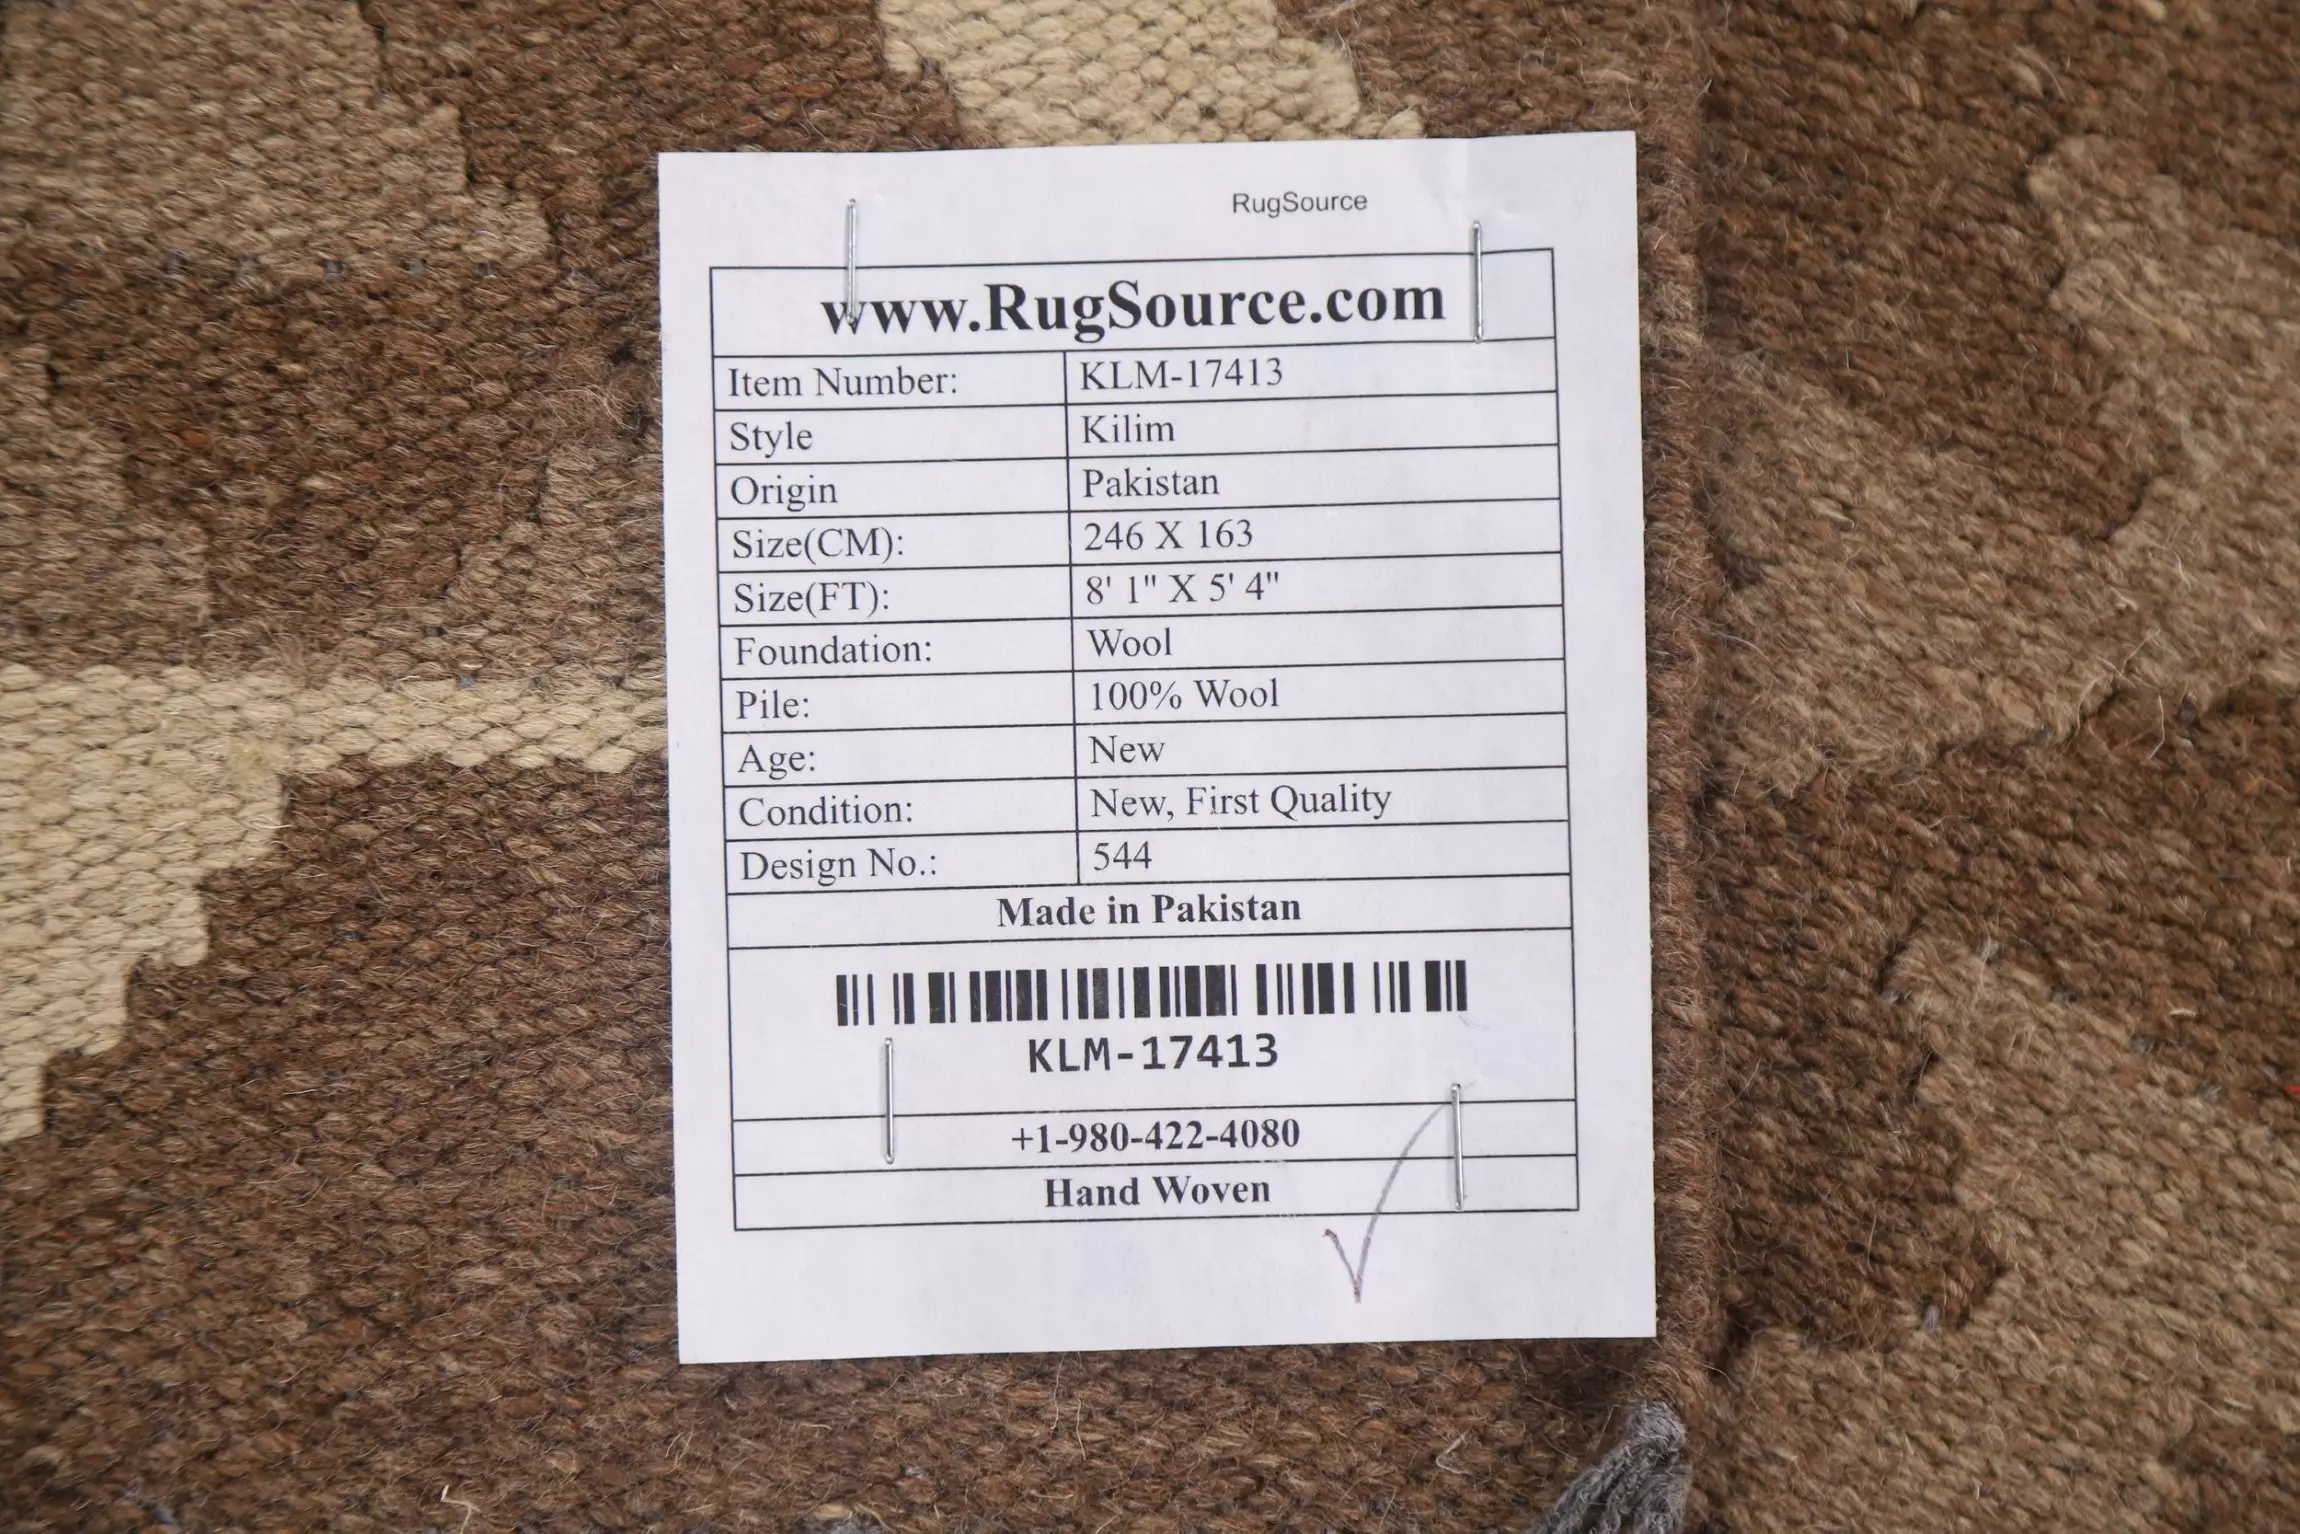 RugSource
www.RugSource.com
Item Number: KLM-17413
Style Kilim
Origin Pakistan
Size(CM): 246 X 163
Size(FT): 8' 1" X 5' 4"
Foundation: Wool
Pile: 100% Wool
Age: New
Condition: New, First Quality
Design No.: 544
Made in Pakistan
KLM-17413
+1-980-422-4080
Hand Woven